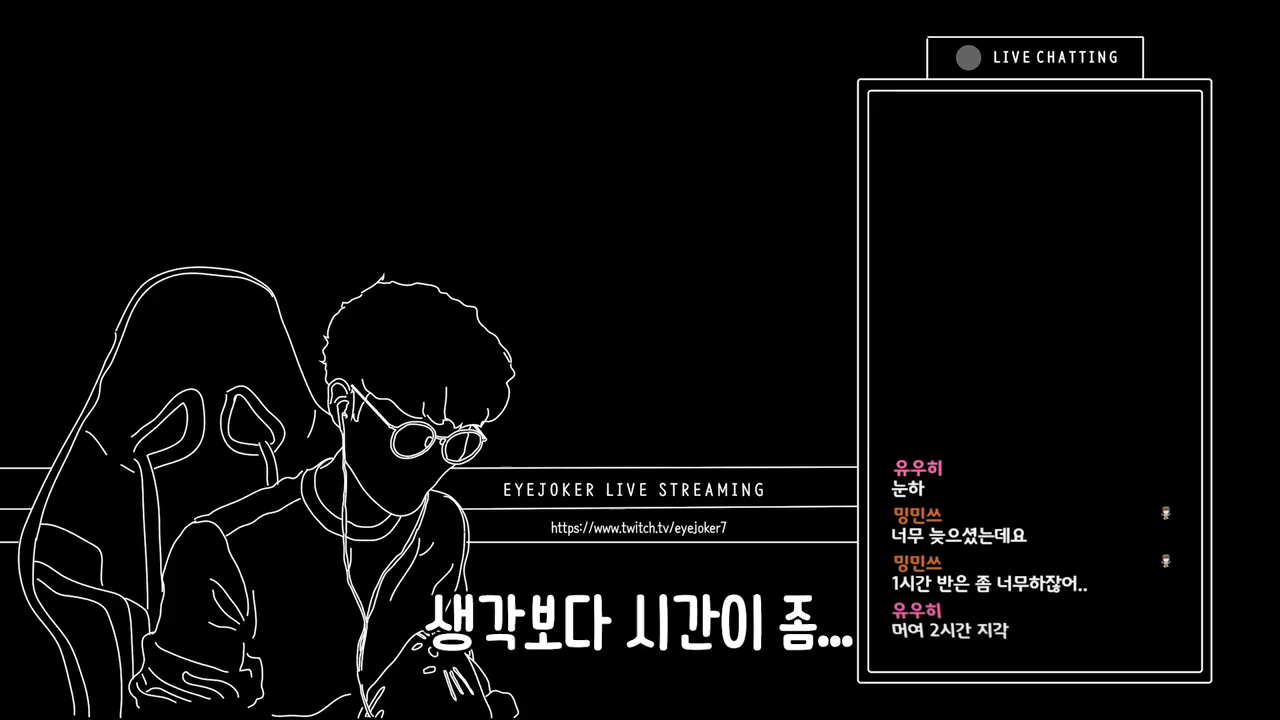 LIVE CHATTING
유우히
눈하
밍민쓰
너무 늦으셨는데요
밍민쓰
1시간 반은 좀 너무하잖어..
유우히
머여 2시간 지각
EYEJOKER LIVE STREAMING
https://www.twitch.tv/eyejoker7
생각보다 시간이 좀...